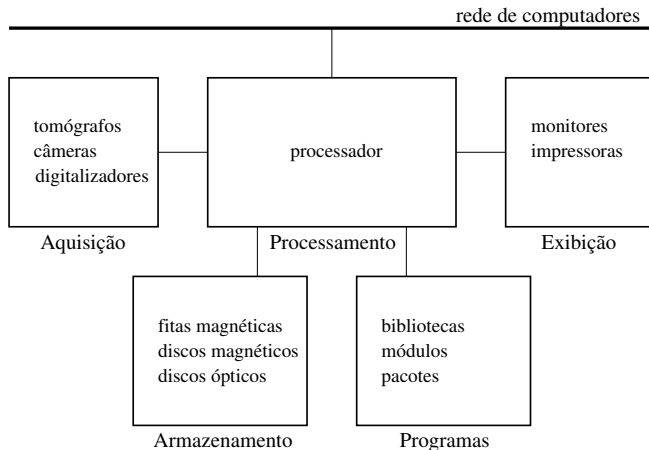 rede de computadores
tomógrafos
câmeras
digitalizadores
Aquisição
processador
Processamento
monitores
impressoras
Exibição
fitas magnéticas
discos magnéticos
discos ópticos
Armazenamento
bibliotecas
módulos
pacotes
Programas